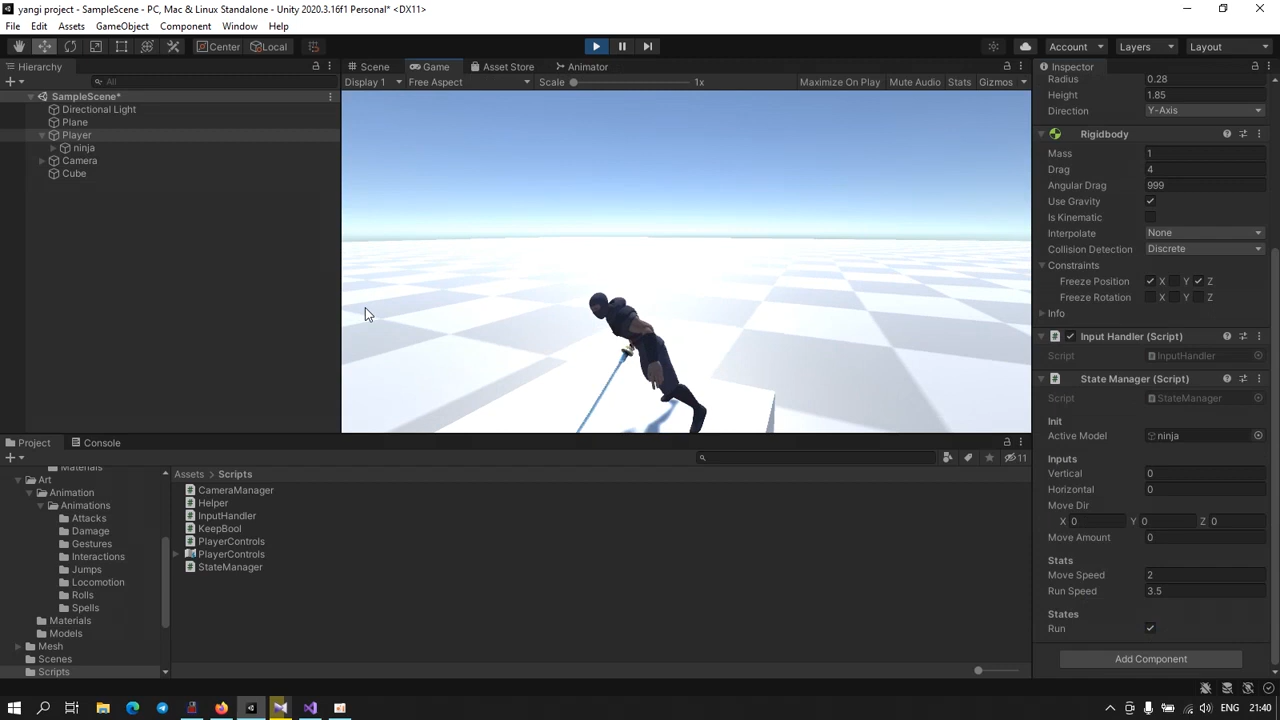 yangi project - SampleScene - PC, Mac & Linux Standalone - Unity 2020.3.16f1 Personal* <DX11>
File Edit Assets GameObject Component Window Help
Center Local Account Layers Layout
Hierarchy Scene Game Asset Store Animator Inspector
All Display 1 Free Aspect Scale 1x Maximize On Play Mute Audio Stats Gizmos
SampleScene*
Directional Light
Plane
Player
ninja
Camera
Cube
Radius 0.28
Height 1.85
Direction Y-Axis
Rigidbody
Mass 1
Drag 4
Angular Drag 999
Use Gravity
Is Kinematic
Interpolate None
Collision Detection Discrete
Constraints
Freeze Position X Y Z
Freeze Rotation X Y Z
Info
Input Handler (Script)
Script InputHandler
State Manager (Script)
Script StateManager
Init
Active Model ninja
Inputs
Vertical 0
Horizontal 0
Move Dir
X 0 Y 0 Z 0
Move Amount 0
Stats
Move Speed 2
Run Speed 3.5
States
Run
Add Component
Project Console
11
Materials
Art
Animation
Animations
Attacks
Damage
Gestures
Interactions
Jumps
Locomotion
Rolls
Spells
Materials
Models
Mesh
Scenes
Scripts
Assets > Scripts
CameraManager
Helper
InputHandler
KeepBool
PlayerControls
PlayerControls
StateManager
ENG 21:40